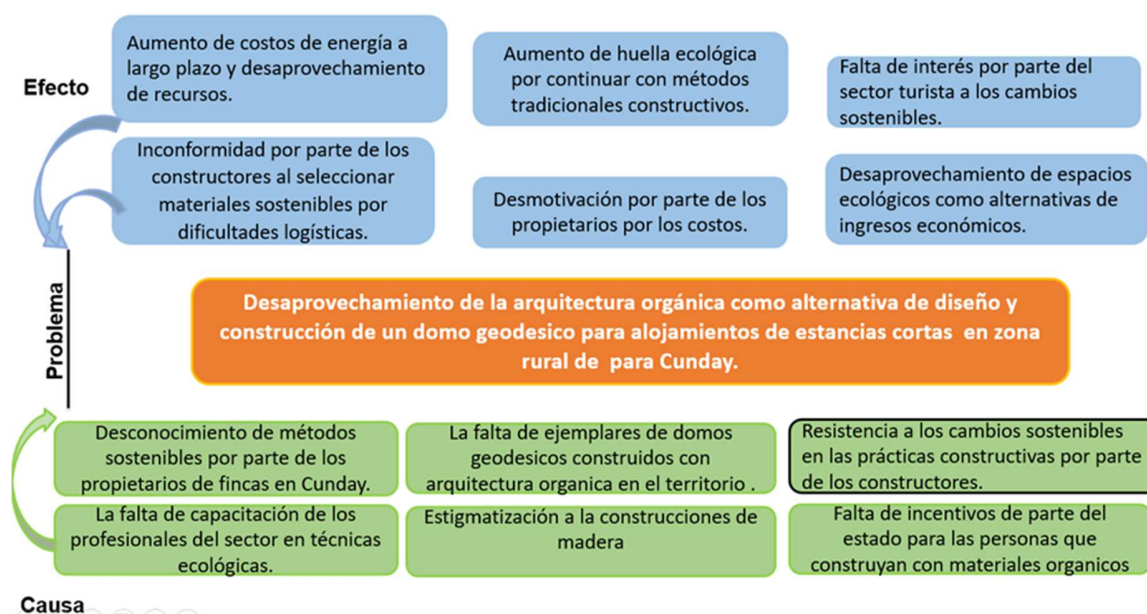 Efecto
Aumento de costos de energía a
largo plazo y desaprovechamiento
de recursos.
Aumento de huella ecológica
por continuar con métodos
tradicionales constructivos.
Falta de interés por parte del
sector turista a los cambios
sostenibles.
Inconformidad por parte de los
constructores al seleccionar
materiales sostenibles por
dificultades logísticas.
Desmotivación por parte de los
propietarios por los costos.
Desaprovechamiento de espacios
ecológicos como alternativas de
ingresos económicos.
Problema
Desaprovechamiento de la arquitectura orgánica como alternativa de diseño y
construcción de un domo geodesico para alojamientos de estancias cortas en zona
rural de para Cunday.
Desconocimiento de métodos
sostenibles por parte de los
propietarios de fincas en Cunday.
La falta de ejemplares de domos
geodesicos construidos con
arquitectura organica en el territorio .
Resistencia a los cambios sostenibles
en las prácticas constructivas por parte
de los constructores.
La falta de capacitación de los
profesionales del sector en técnicas
ecológicas.
Estigmatización a la construcciones de
madera
Falta de incentivos de parte del
estado para las personas que
construyan con materiales organicos
Causa